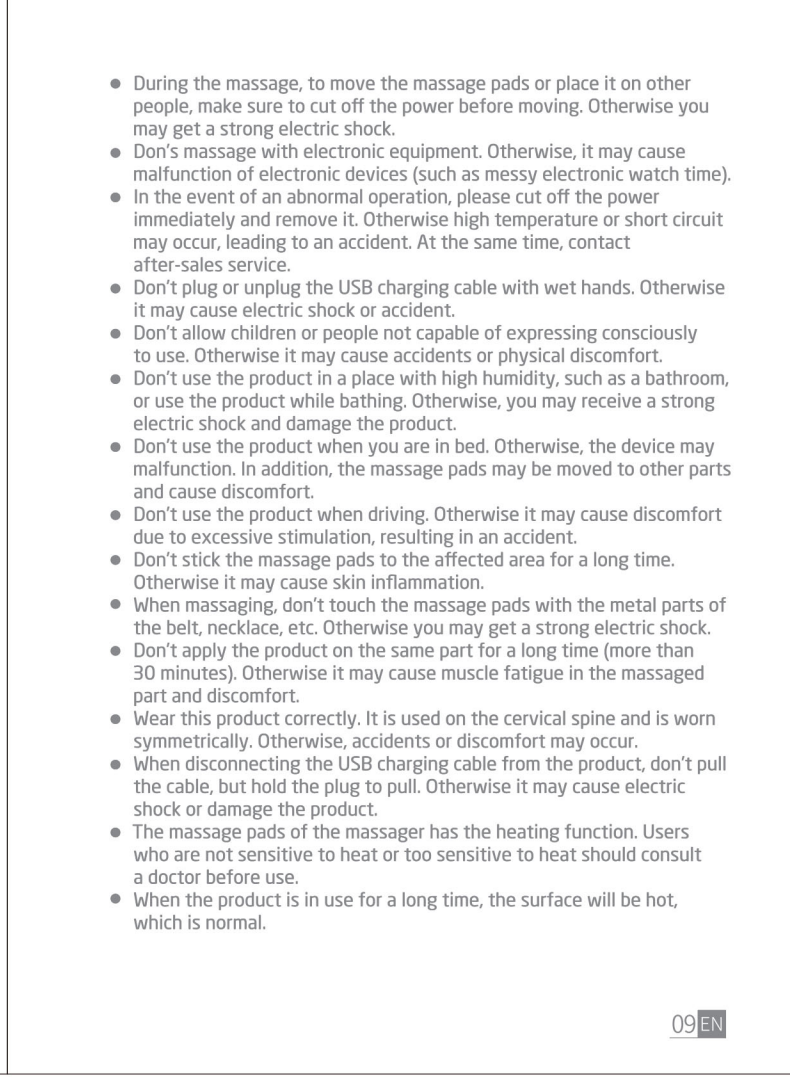 ● During the massage, to move the massage pads or place it on other
people, make sure to cut off the power before moving. Otherwise you
may get a strong electric shock.
● Don's massage with electronic equipment. Otherwise, it may cause
malfunction of electronic devices (such as messy electronic watch time).
● In the event of an abnormal operation, please cut off the power
immediately and remove it. Otherwise high temperature or short circuit
may occur, leading to an accident. At the same time, contact
after-sales service.
● Don't plug or unplug the USB charging cable with wet hands. Otherwise
it may cause electric shock or accident.
● Don't allow children or people not capable of expressing consciously
to use. Otherwise it may cause accidents or physical discomfort.
● Don't use the product in a place with high humidity, such as a bathroom,
or use the product while bathing. Otherwise, you may receive a strong
electric shock and damage the product.
● Don't use the product when you are in bed. Otherwise, the device may
malfunction. In addition, the massage pads may be moved to other parts
and cause discomfort.
● Don't use the product when driving. Otherwise it may cause discomfort
due to excessive stimulation, resulting in an accident.
● Don't stick the massage pads to the affected area for a long time.
Otherwise it may cause skin inflammation.
● When massaging, don't touch the massage pads with the metal parts of
the belt, necklace, etc. Otherwise you may get a strong electric shock.
● Don't apply the product on the same part for a long time (more than
30 minutes). Otherwise it may cause muscle fatigue in the massaged
part and discomfort.
● Wear this product correctly. It is used on the cervical spine and is worn
symmetrically. Otherwise, accidents or discomfort may occur.
● When disconnecting the USB charging cable from the product, don't pull
the cable, but hold the plug to pull. Otherwise it may cause electric
shock or damage the product.
● The massage pads of the massager has the heating function. Users
who are not sensitive to heat or too sensitive to heat should consult
a doctor before use.
● When the product is in use for a long time, the surface will be hot,
which is normal.
09 EN